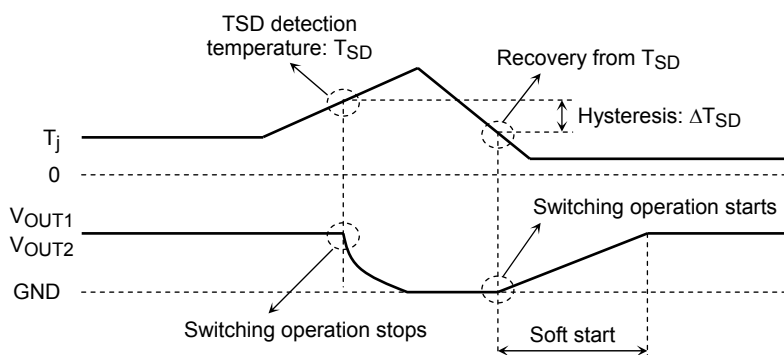 TSD detection
temperature: TSD
Recovery from TSD
Hysteresis: ΔTSD
Tj
0
Switching operation starts
VOUT1
VOUT2
GND
Switching operation stops
Soft start